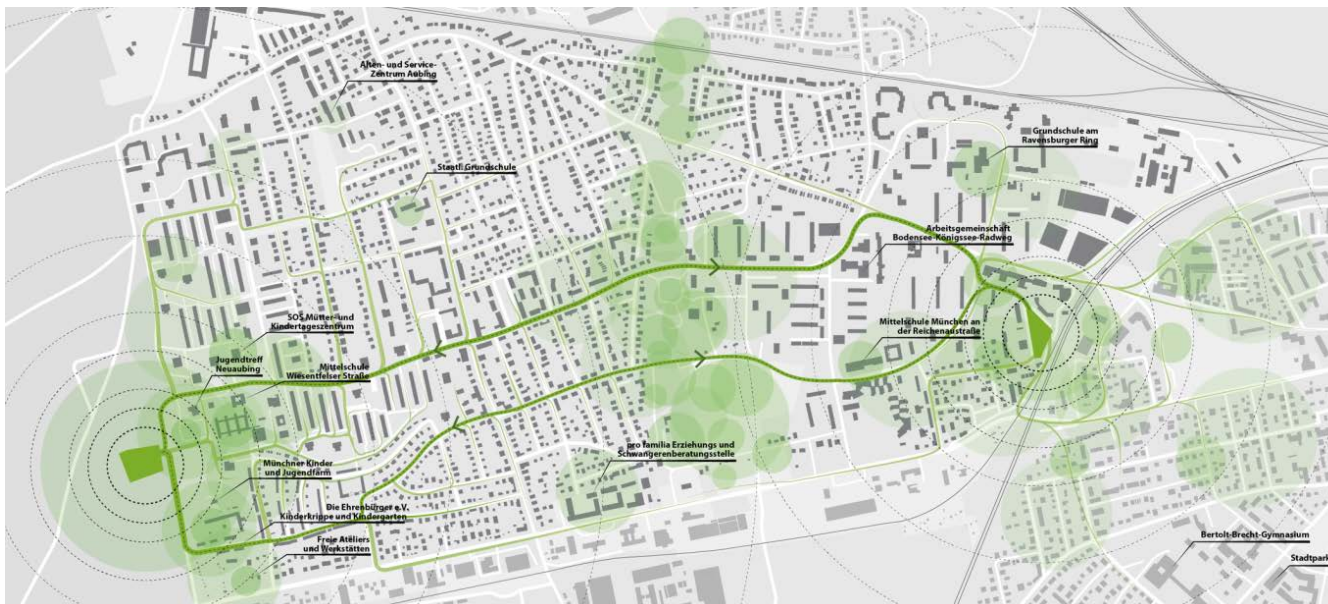 Alten- und Service-
Zentrum Aubing
Staatl. Grundschule
Grundschule am
Ravensburger Ring
Arbeitsgemeinschaft
Bodensee-Königssee-Radweg
SOS Mütter- und
Kindertageszentrum
Jugendtreff
Neuaubing
Mittelschule
Wiesentfelser Straße
Mittelschule München an
der Reichenaustraße
pro familia Erziehungs und
Schwangerenberatungsstelle
Münchner Kinder
und Jugendfarm
Die Ehrenbürger e.V.
Kinderkrippe und Kindergarten
Freie Ateliers
und Werkstätten
Bertolt-Brecht-Gymnasium
Stadtpark